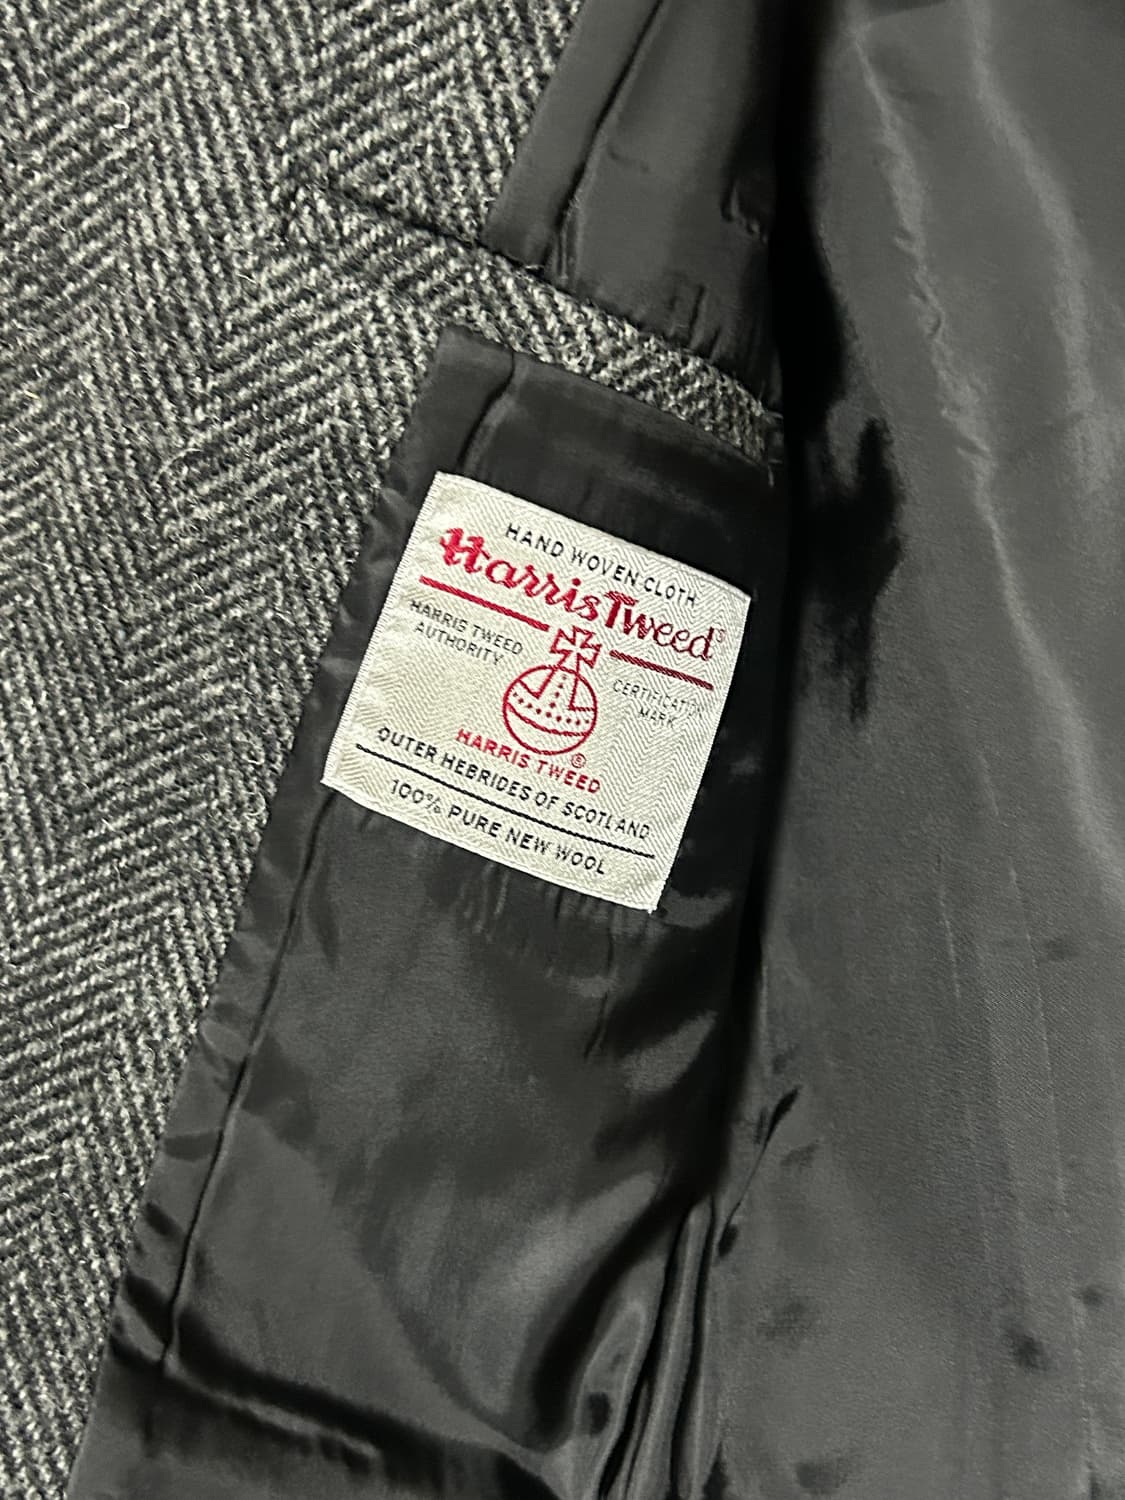 HAND WOVEN CLOTH
Harris Tweed®
HARRIS TWEED
AUTHORITY
CERTIFICATION
MARK
HARRIS TWEED®
OUTER HEBRIDES OF SCOTLAND
100% PURE NEW WOOL